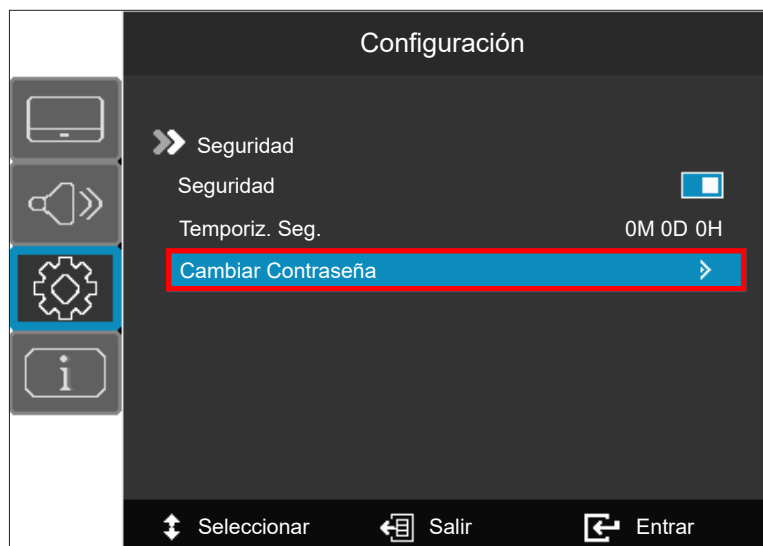 Configuración
Seguridad
Seguridad
Temporiz. Seg. 0M 0D 0H
Cambiar Contraseña
i
Seleccionar Salir Entrar